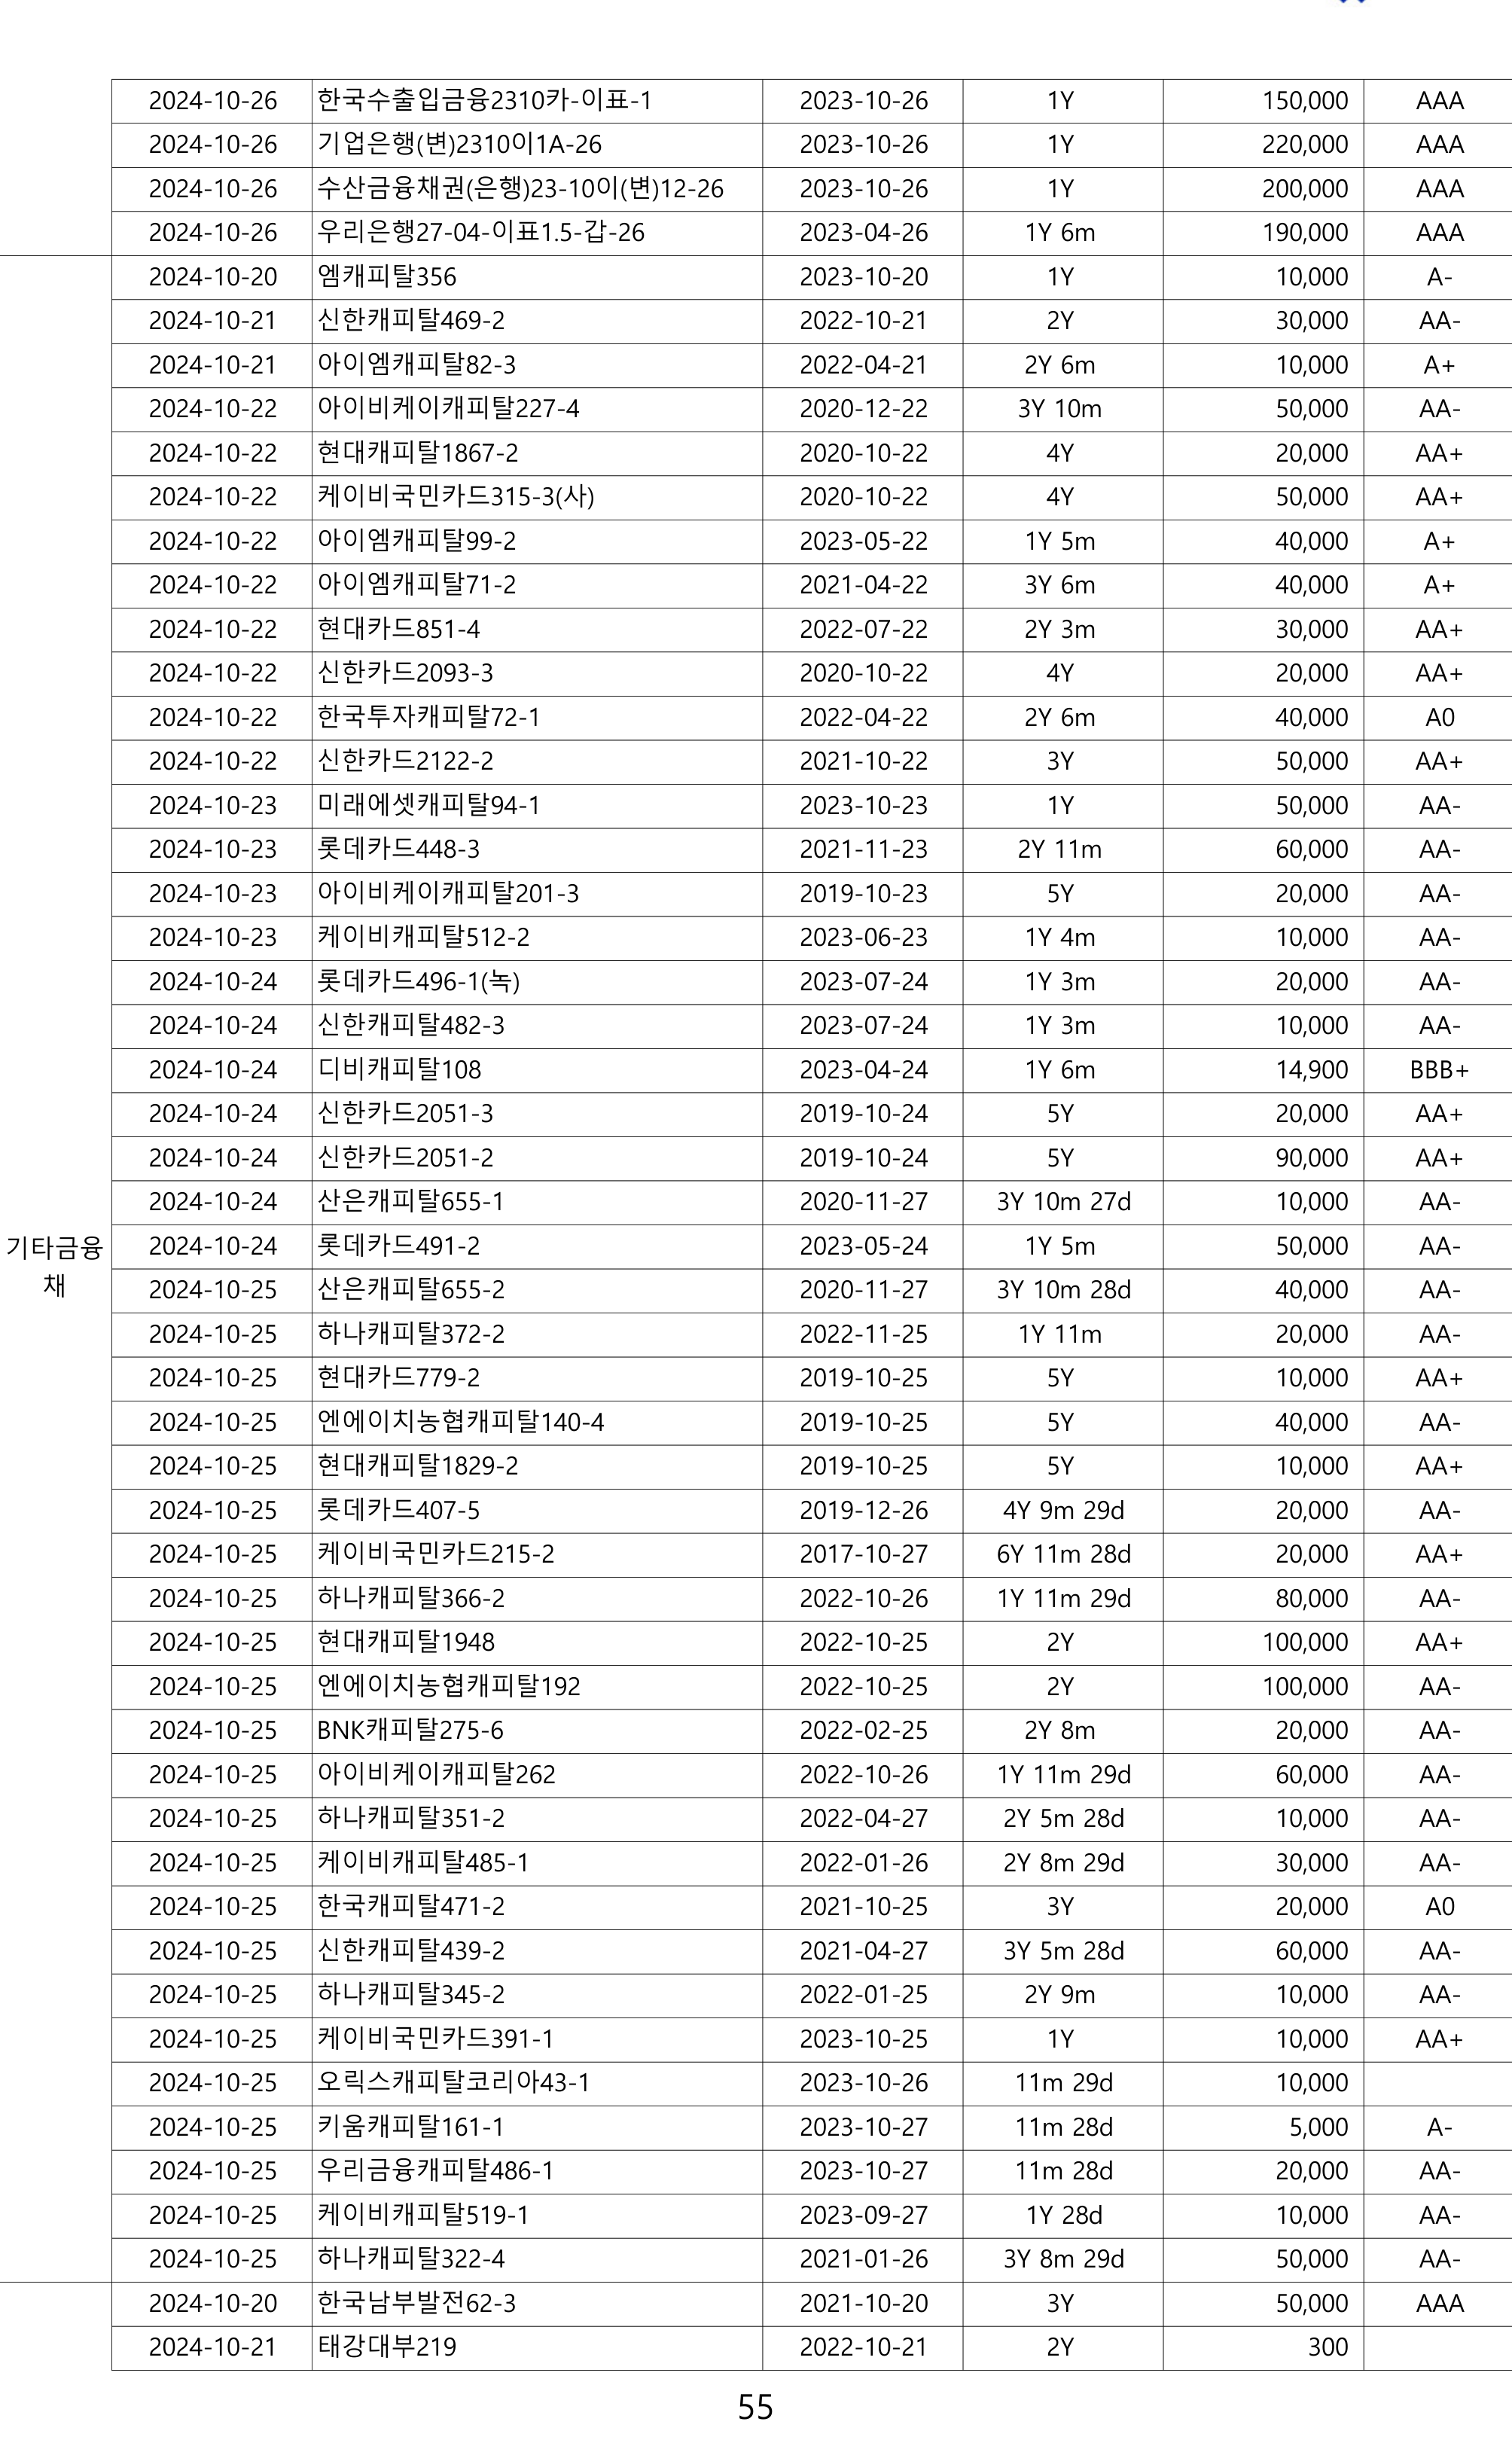 2024-10-26 한국수출입금융2310카-이표-1 2023-10-26 1Y 150,000 AAA
2024-10-26 기업은행(변)2310이1A-26 2023-10-26 1Y 220,000 AAA
2024-10-26 수산금융채권(은행)23-10이(변)12-26 2023-10-26 1Y 200,000 AAA
2024-10-26 우리은행27-04-이표1.5-갑-26 2023-04-26 1Y 6m 190,000 AAA
2024-10-20 엠캐피탈356 2023-10-20 1Y 10,000 A-
2024-10-21 신한캐피탈469-2 2022-10-21 2Y 30,000 AA-
2024-10-21 아이엠캐피탈82-3 2022-04-21 2Y 6m 10,000 A+
2024-10-22 아이비케이캐피탈227-4 2020-12-22 3Y 10m 50,000 AA-
2024-10-22 현대캐피탈1867-2 2020-10-22 4Y 20,000 AA+
2024-10-22 케이비국민카드315-3(사) 2020-10-22 4Y 50,000 AA+
2024-10-22 아이엠캐피탈99-2 2023-05-22 1Y 5m 40,000 A+
2024-10-22 아이엠캐피탈71-2 2021-04-22 3Y 6m 40,000 A+
2024-10-22 현대카드851-4 2022-07-22 2Y 3m 30,000 AA+
2024-10-22 신한카드2093-3 2020-10-22 4Y 20,000 AA+
2024-10-22 한국투자캐피탈72-1 2022-04-22 2Y 6m 40,000 A0
2024-10-22 신한카드2122-2 2021-10-22 3Y 50,000 AA+
2024-10-23 미래에셋캐피탈94-1 2023-10-23 1Y 50,000 AA-
2024-10-23 롯데카드448-3 2021-11-23 2Y 11m 60,000 AA-
2024-10-23 아이비케이캐피탈201-3 2019-10-23 5Y 20,000 AA-
2024-10-23 케이비캐피탈512-2 2023-06-23 1Y 4m 10,000 AA-
2024-10-24 롯데카드496-1(녹) 2023-07-24 1Y 3m 20,000 AA-
2024-10-24 신한캐피탈482-3 2023-07-24 1Y 3m 10,000 AA-
2024-10-24 디비캐피탈108 2023-04-24 1Y 6m 14,900 BBB+
2024-10-24 신한카드2051-3 2019-10-24 5Y 20,000 AA+
2024-10-24 신한카드2051-2 2019-10-24 5Y 90,000 AA+
2024-10-24 산은캐피탈655-1 2020-11-27 3Y 10m 27d 10,000 AA-
기타금융
채
2024-10-24 롯데카드491-2 2023-05-24 1Y 5m 50,000 AA-
2024-10-25 산은캐피탈655-2 2020-11-27 3Y 10m 28d 40,000 AA-
2024-10-25 하나캐피탈372-2 2022-11-25 1Y 11m 20,000 AA-
2024-10-25 현대카드779-2 2019-10-25 5Y 10,000 AA+
2024-10-25 엔에이치농협캐피탈140-4 2019-10-25 5Y 40,000 AA-
2024-10-25 현대캐피탈1829-2 2019-10-25 5Y 10,000 AA+
2024-10-25 롯데카드407-5 2019-12-26 4Y 9m 29d 20,000 AA-
2024-10-25 케이비국민카드215-2 2017-10-27 6Y 11m 28d 20,000 AA+
2024-10-25 하나캐피탈366-2 2022-10-26 1Y 11m 29d 80,000 AA-
2024-10-25 현대캐피탈1948 2022-10-25 2Y 100,000 AA+
2024-10-25 엔에이치농협캐피탈192 2022-10-25 2Y 100,000 AA-
2024-10-25 BNK캐피탈275-6 2022-02-25 2Y 8m 20,000 AA-
2024-10-25 아이비케이캐피탈262 2022-10-26 1Y 11m 29d 60,000 AA-
2024-10-25 하나캐피탈351-2 2022-04-27 2Y 5m 28d 10,000 AA-
2024-10-25 케이비캐피탈485-1 2022-01-26 2Y 8m 29d 30,000 AA-
2024-10-25 한국캐피탈471-2 2021-10-25 3Y 20,000 A0
2024-10-25 신한캐피탈439-2 2021-04-27 3Y 5m 28d 60,000 AA-
2024-10-25 하나캐피탈345-2 2022-01-25 2Y 9m 10,000 AA-
2024-10-25 케이비국민카드391-1 2023-10-25 1Y 10,000 AA+
2024-10-25 오릭스캐피탈코리아43-1 2023-10-26 11m 29d 10,000
2024-10-25 키움캐피탈161-1 2023-10-27 11m 28d 5,000 A-
2024-10-25 우리금융캐피탈486-1 2023-10-27 11m 28d 20,000 AA-
2024-10-25 케이비캐피탈519-1 2023-09-27 1Y 28d 10,000 AA-
2024-10-25 하나캐피탈322-4 2021-01-26 3Y 8m 29d 50,000 AA-
2024-10-20 한국남부발전62-3 2021-10-20 3Y 50,000 AAA
2024-10-21 태강대부219 2022-10-21 2Y 300
55